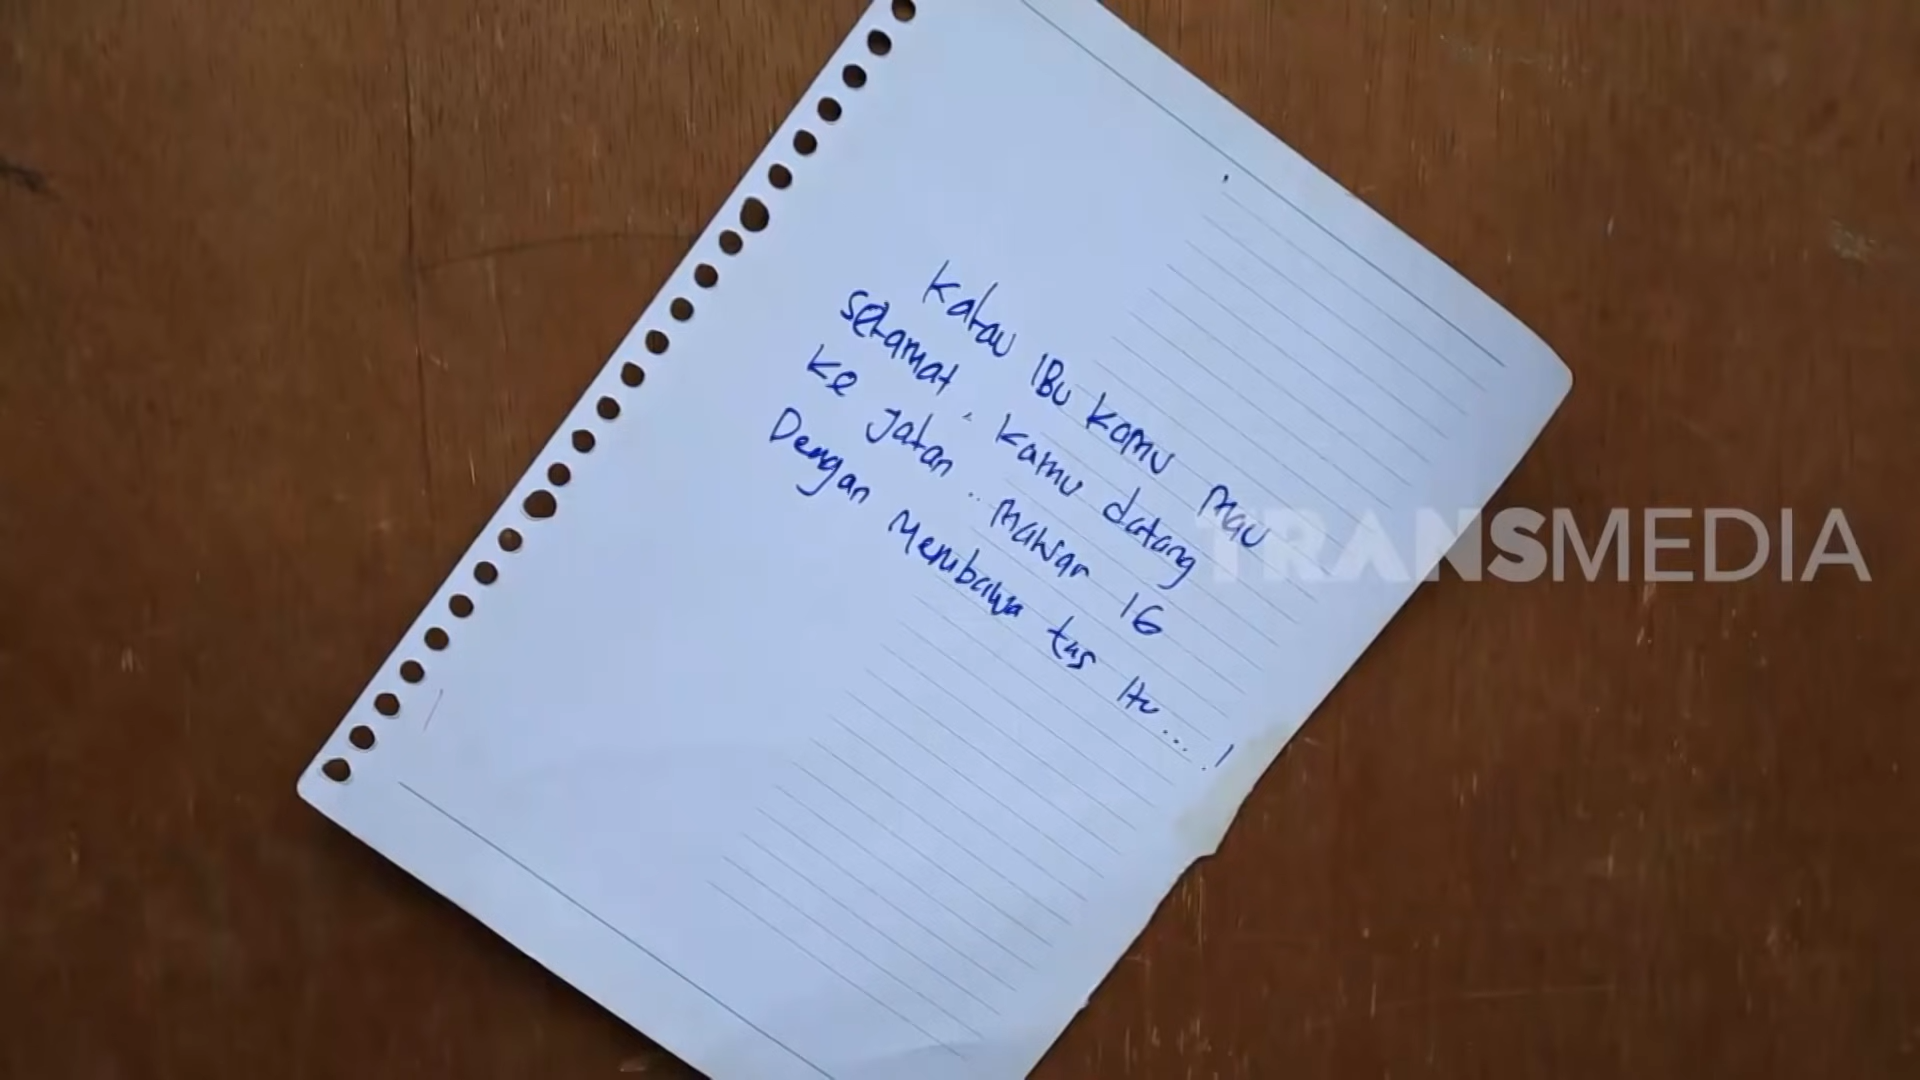 Kalau IBu kamu mau
selamat, kamu datang
ke Jalan.. mawar 16
Dengan Membawa tas Itu....!
TRANSMEDIA